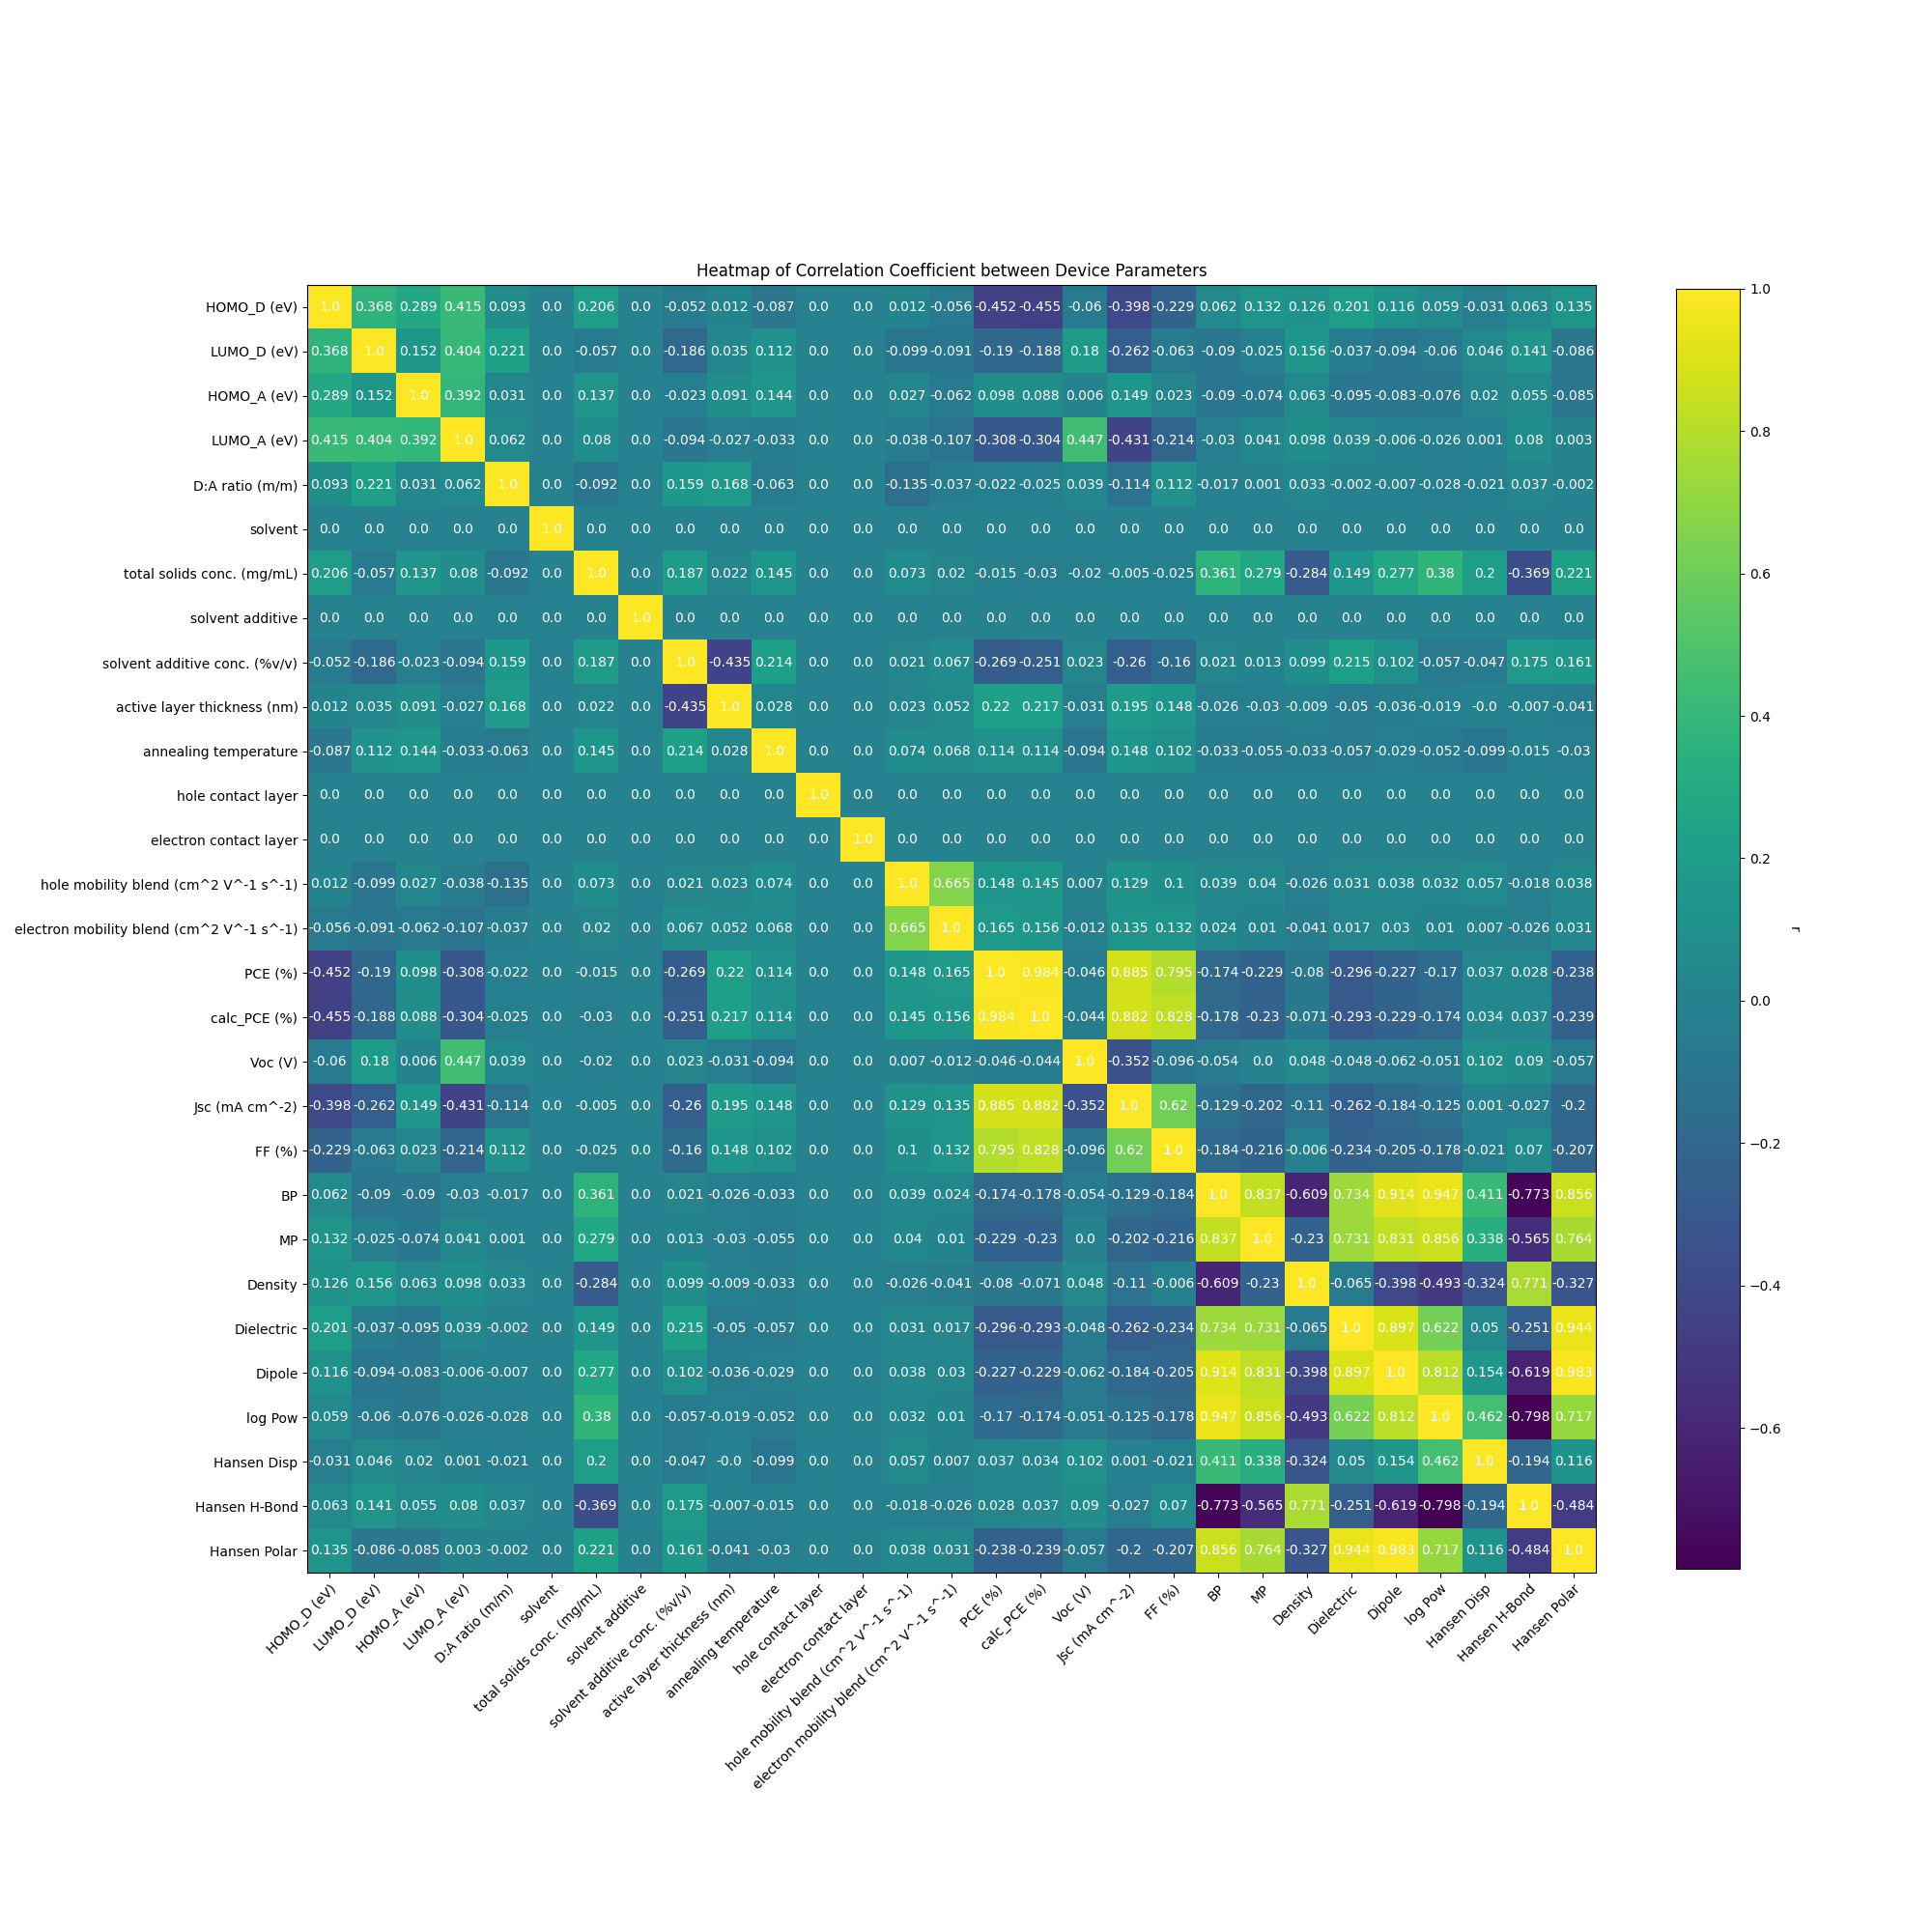 Heatmap of Correlation Coefficient between Device Parameters
HOMO_D (eV) 1.0 0.368 0.289 0.415 0.093 0.0 0.206 0.0 -0.052 0.012 -0.087 0.0 0.0 0.012 -0.056 -0.452 -0.455 -0.06 -0.398 -0.229 0.062 0.132 0.126 0.201 0.116 0.059 -0.031 0.063 0.135
LUMO_D (eV) 0.368 1.0 0.152 0.404 0.221 0.0 -0.057 0.0 -0.186 0.035 0.112 0.0 0.0 -0.099 -0.091 -0.19 -0.188 0.18 -0.262 -0.063 -0.09 -0.025 0.156 -0.037 -0.094 -0.06 0.046 0.141 -0.086
HOMO_A (eV) 0.289 0.152 1.0 0.392 0.031 0.0 0.137 0.0 -0.023 0.091 0.144 0.0 0.0 0.027 -0.062 0.098 0.088 0.006 0.149 0.023 -0.09 -0.074 0.063 -0.095 -0.083 -0.076 0.02 0.055 -0.085
LUMO_A (eV) 0.415 0.404 0.392 1.0 0.062 0.0 0.08 0.0 -0.094 -0.027 -0.033 0.0 0.0 -0.038 -0.107 -0.308 -0.304 0.447 -0.431 -0.214 -0.03 0.041 0.098 0.039 -0.006 -0.026 0.001 0.08 0.003
D:A ratio (m/m) 0.093 0.221 0.031 0.062 1.0 0.0 -0.092 0.0 0.159 0.168 -0.063 0.0 0.0 -0.135 -0.037 -0.022 -0.025 0.039 -0.114 0.112 -0.017 0.001 0.033 -0.002 -0.007 -0.028 -0.021 0.037 -0.002
solvent 0.0 0.0 0.0 0.0 0.0 1.0 0.0 0.0 0.0 0.0 0.0 0.0 0.0 0.0 0.0 0.0 0.0 0.0 0.0 0.0 0.0 0.0 0.0 0.0 0.0 0.0 0.0 0.0 0.0
total solids conc. (mg/mL) 0.206 -0.057 0.137 0.08 -0.092 0.0 1.0 0.0 0.187 0.022 0.145 0.0 0.0 0.073 0.02 -0.015 -0.03 -0.02 -0.005 -0.025 0.361 0.279 -0.284 0.149 0.277 0.38 0.2 -0.369 0.221
solvent additive 0.0 0.0 0.0 0.0 0.0 0.0 0.0 1.0 0.0 0.0 0.0 0.0 0.0 0.0 0.0 0.0 0.0 0.0 0.0 0.0 0.0 0.0 0.0 0.0 0.0 0.0 0.0 0.0 0.0
solvent additive conc. (%v/v) -0.052 -0.186 -0.023 -0.094 0.159 0.0 0.187 0.0 1.0 -0.435 0.214 0.0 0.0 0.021 0.067 -0.269 -0.251 0.023 -0.26 -0.16 0.021 0.013 0.099 0.215 0.102 -0.057 -0.047 0.175 0.161
active layer thickness (nm) 0.012 0.035 0.091 -0.027 0.168 0.0 0.022 0.0 -0.435 1.0 0.028 0.0 0.0 0.023 0.052 0.22 0.217 -0.031 0.195 0.148 -0.026 -0.03 -0.009 -0.05 -0.036 -0.019 -0.0 -0.007 -0.041
annealing temperature -0.087 0.112 0.144 -0.033 -0.063 0.0 0.145 0.0 0.214 0.028 1.0 0.0 0.0 0.074 0.068 0.114 0.114 -0.094 0.148 0.102 -0.033 -0.055 -0.033 -0.057 -0.029 -0.052 -0.099 -0.015 -0.03
hole contact layer 0.0 0.0 0.0 0.0 0.0 0.0 0.0 0.0 0.0 0.0 0.0 1.0 0.0 0.0 0.0 0.0 0.0 0.0 0.0 0.0 0.0 0.0 0.0 0.0 0.0 0.0 0.0 0.0 0.0
electron contact layer 0.0 0.0 0.0 0.0 0.0 0.0 0.0 0.0 0.0 0.0 0.0 0.0 1.0 0.0 0.0 0.0 0.0 0.0 0.0 0.0 0.0 0.0 0.0 0.0 0.0 0.0 0.0 0.0 0.0
hole mobility blend (cm^2 V^-1 s^-1) 0.012 -0.099 0.027 -0.038 -0.135 0.0 0.073 0.0 0.021 0.023 0.074 0.0 0.0 1.0 0.665 0.148 0.145 0.007 0.129 0.1 0.039 0.04 -0.026 0.031 0.038 0.032 0.057 -0.018 0.038
electron mobility blend (cm^2 V^-1 s^-1) -0.056 -0.091 -0.062 -0.107 -0.037 0.0 0.02 0.0 0.067 0.052 0.068 0.0 0.0 0.665 1.0 0.165 0.156 -0.012 0.135 0.132 0.024 0.01 -0.041 0.017 0.03 0.01 0.007 -0.026 0.031
PCE (%) -0.452 -0.19 0.098 -0.308 -0.022 0.0 -0.015 0.0 -0.269 0.22 0.114 0.0 0.0 0.148 0.165 1.0 0.984 -0.046 0.885 0.795 -0.174 -0.229 -0.08 -0.296 -0.227 -0.17 0.037 0.028 -0.238
calc_PCE (%) -0.455 -0.188 0.088 -0.304 -0.025 0.0 -0.03 0.0 -0.251 0.217 0.114 0.0 0.0 0.145 0.156 0.984 1.0 -0.044 0.882 0.828 -0.178 -0.23 -0.071 -0.293 -0.229 -0.174 0.034 0.037 -0.239
Voc (V) -0.06 0.18 0.006 0.447 0.039 0.0 -0.02 0.0 0.023 -0.031 -0.094 0.0 0.0 0.007 -0.012 -0.046 -0.044 1.0 -0.352 -0.096 -0.054 0.0 0.048 -0.048 -0.062 -0.051 0.102 0.09 -0.057
Jsc (mA cm^-2) -0.398 -0.262 0.149 -0.431 -0.114 0.0 -0.005 0.0 -0.26 0.195 0.148 0.0 0.0 0.129 0.135 0.885 0.882 -0.352 1.0 0.62 -0.129 -0.202 -0.11 -0.262 -0.184 -0.125 0.001 -0.027 -0.2
FF (%) -0.229 -0.063 0.023 -0.214 0.112 0.0 -0.025 0.0 -0.16 0.148 0.102 0.0 0.0 0.1 0.132 0.795 0.828 -0.096 0.62 1.0 -0.184 -0.216 -0.006 -0.234 -0.205 -0.178 -0.021 0.07 -0.207
BP 0.062 -0.09 -0.09 -0.03 -0.017 0.0 0.361 0.0 0.021 -0.026 -0.033 0.0 0.0 0.039 0.024 -0.174 -0.178 -0.054 -0.129 -0.184 1.0 0.837 -0.609 0.734 0.914 0.947 0.411 -0.773 0.856
MP 0.132 -0.025 -0.074 0.041 0.001 0.0 0.279 0.0 0.013 -0.03 -0.055 0.0 0.0 0.04 0.01 -0.229 -0.23 0.0 -0.202 -0.216 0.837 1.0 -0.23 0.731 0.831 0.856 0.338 -0.565 0.764
Density 0.126 0.156 0.063 0.098 0.033 0.0 -0.284 0.0 0.099 -0.009 -0.033 0.0 0.0 -0.026 -0.041 -0.08 -0.071 0.048 -0.11 -0.006 -0.609 -0.23 1.0 -0.065 -0.398 -0.493 -0.324 0.771 -0.327
Dielectric 0.201 -0.037 -0.095 0.039 -0.002 0.0 0.149 0.0 0.215 -0.05 -0.057 0.0 0.0 0.031 0.017 -0.296 -0.293 -0.048 -0.262 -0.234 0.734 0.731 -0.065 1.0 0.897 0.622 0.05 -0.251 0.944
Dipole 0.116 -0.094 -0.083 -0.006 -0.007 0.0 0.277 0.0 0.102 -0.036 -0.029 0.0 0.0 0.038 0.03 -0.227 -0.229 -0.062 -0.184 -0.205 0.914 0.831 -0.398 0.897 1.0 0.812 0.154 -0.619 0.983
log Pow 0.059 -0.06 -0.076 -0.026 -0.028 0.0 0.38 0.0 -0.057 -0.019 -0.052 0.0 0.0 0.032 0.01 -0.17 -0.174 -0.051 -0.125 -0.178 0.947 0.856 -0.493 0.622 0.812 1.0 0.462 -0.798 0.717
Hansen Disp -0.031 0.046 0.02 0.001 -0.021 0.0 0.2 0.0 -0.047 -0.0 -0.099 0.0 0.0 0.057 0.007 0.037 0.034 0.102 0.001 -0.021 0.411 0.338 -0.324 0.05 0.154 0.462 1.0 -0.194 0.116
Hansen H-Bond 0.063 0.141 0.055 0.08 0.037 0.0 -0.369 0.0 0.175 -0.007 -0.015 0.0 0.0 -0.018 -0.026 0.028 0.037 0.09 -0.027 0.07 -0.773 -0.565 0.771 -0.251 -0.619 -0.798 -0.194 1.0 -0.484
Hansen Polar 0.135 -0.086 -0.085 0.003 -0.002 0.0 0.221 0.0 0.161 -0.041 -0.03 0.0 0.0 0.038 0.031 -0.238 -0.239 -0.057 -0.2 -0.207 0.856 0.764 -0.327 0.944 0.983 0.717 0.116 -0.484 1.0
HOMO_D (eV)
LUMO_D (eV)
HOMO_A (eV)
LUMO_A (eV)
D:A ratio (m/m)
solvent
total solids conc. (mg/mL)
solvent additive
solvent additive conc. (%v/v)
active layer thickness (nm)
annealing temperature
hole contact layer
electron contact layer
hole mobility blend (cm^2 V^-1 s^-1)
electron mobility blend (cm^2 V^-1 s^-1)
PCE (%)
calc_PCE (%)
Voc (V)
Jsc (mA cm^-2)
FF (%)
BP
MP
Density
Dielectric
Dipole
log Pow
Hansen Disp
Hansen H-Bond
Hansen Polar
1.0
0.8
0.6
0.4
0.2
0.0
−0.2
−0.4
−0.6
r